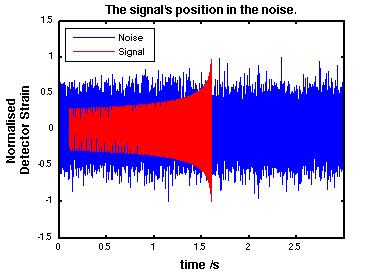 The signal's position in the noise.
Noise
Signal
Normalised
Detector Strain
1.5
1
0.5
0
-0.5
-1
-1.5
0 0.5 1 1.5 2 2.5
time /s